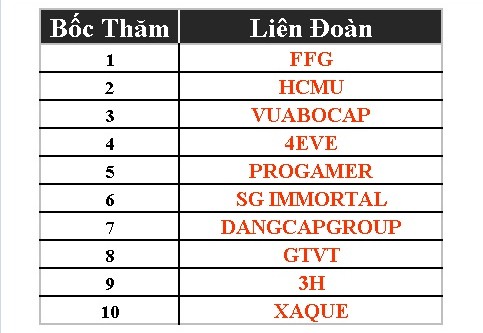 Bốc Thăm Liên Đoàn
1 FFG
2 HCMU
3 VUABOCAP
4 4EVE
5 PROGAMER
6 SG IMMORTAL
7 DANGCAPGROUP
8 GTVT
9 3H
10 XAQUE